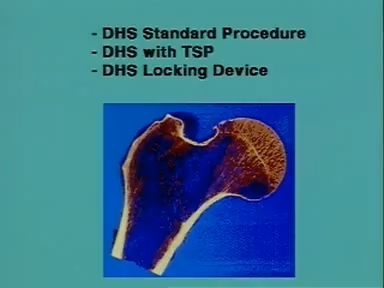 - DHS Standard Procedure
- DHS with TSP
- DHS Locking Device